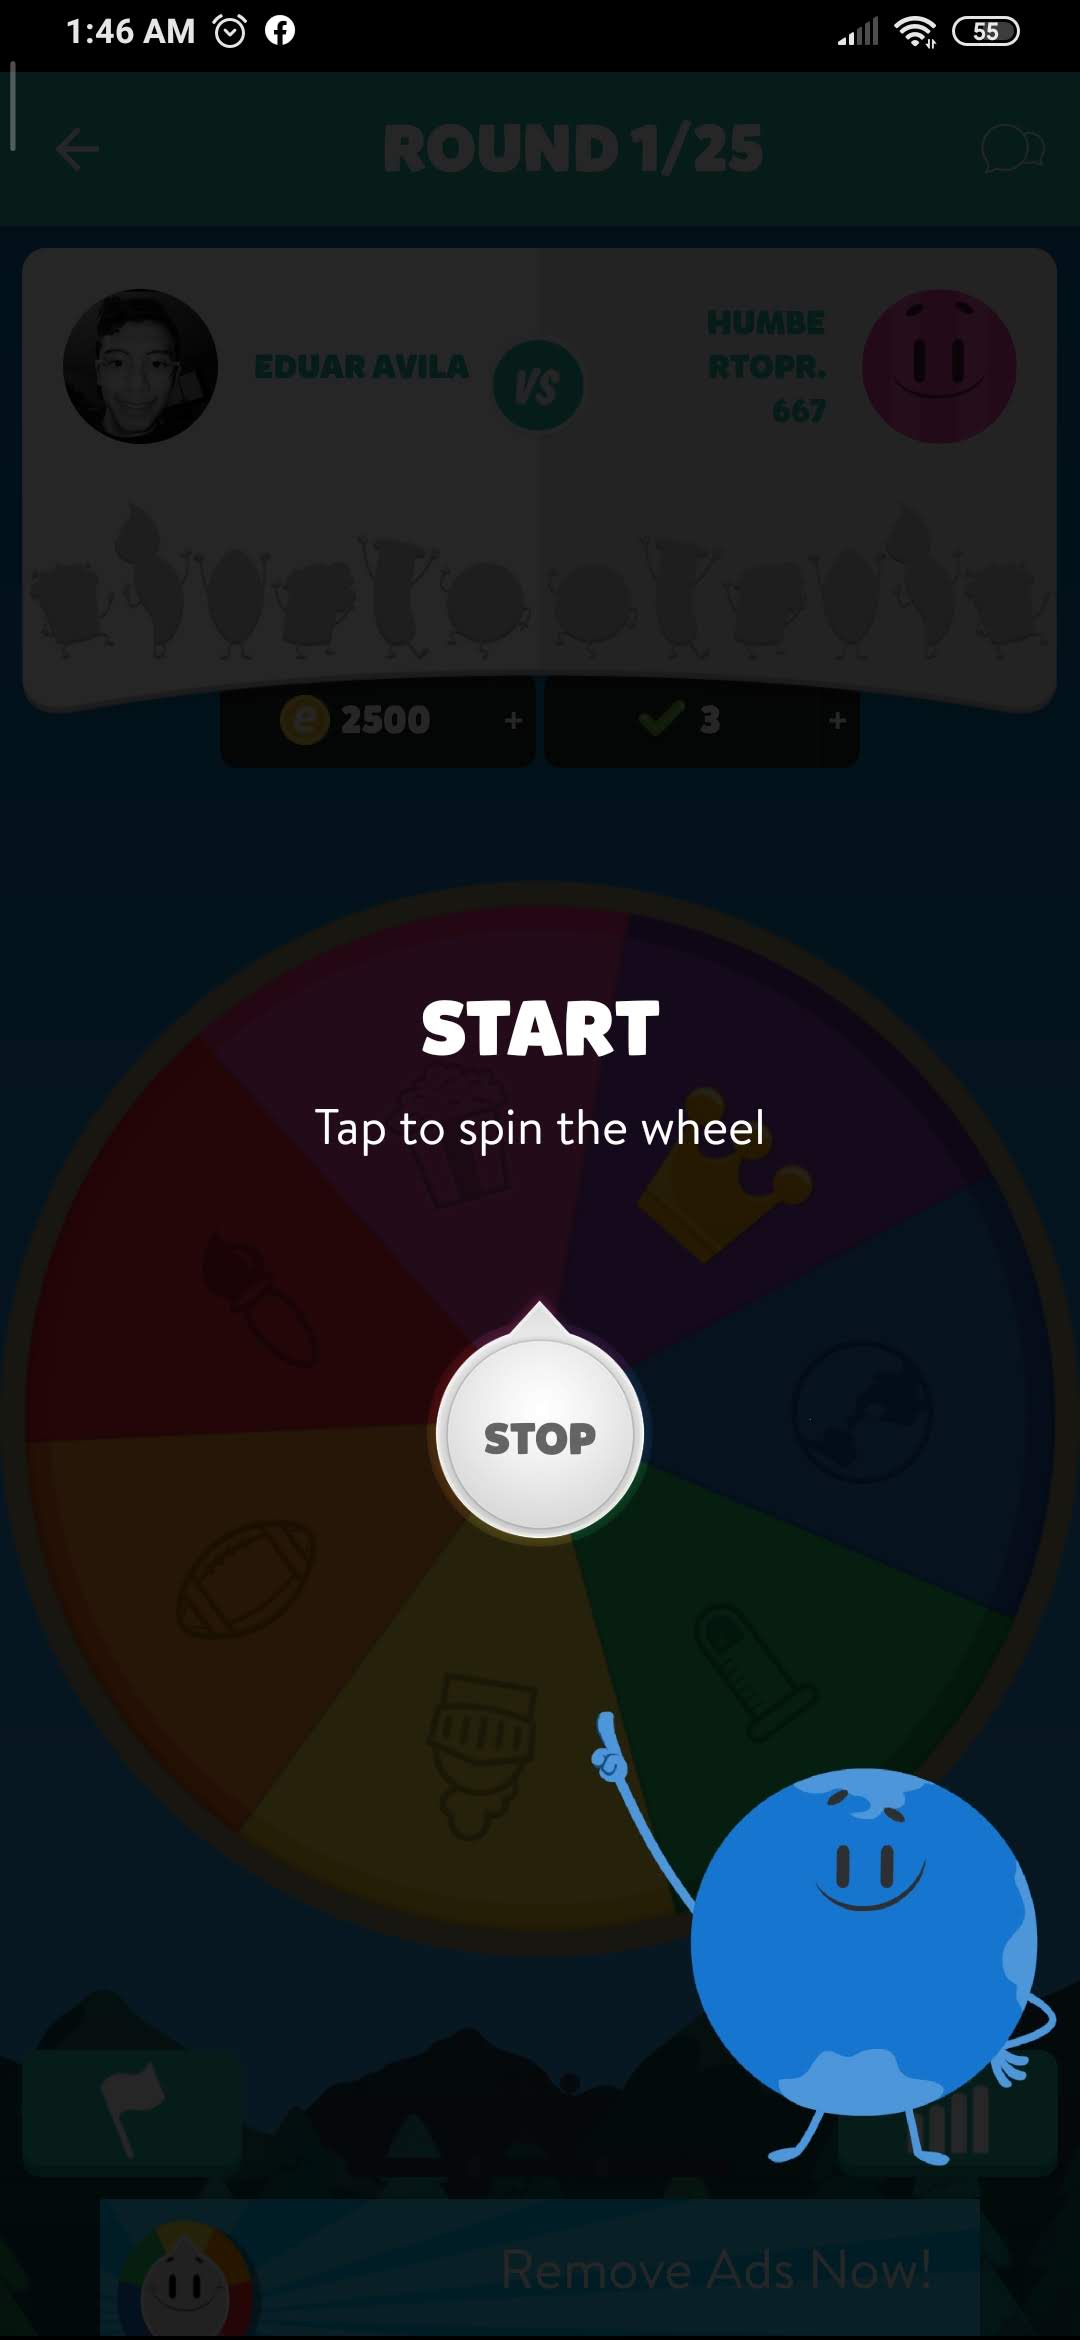 1:46 AM
55
ROUND 1/25
EDUAR AVILA
VS
HUMBE
RTOPR.
667
e 2500 +
3 +
START
Tap to spin the wheel
STOP
Remove Ads Now!